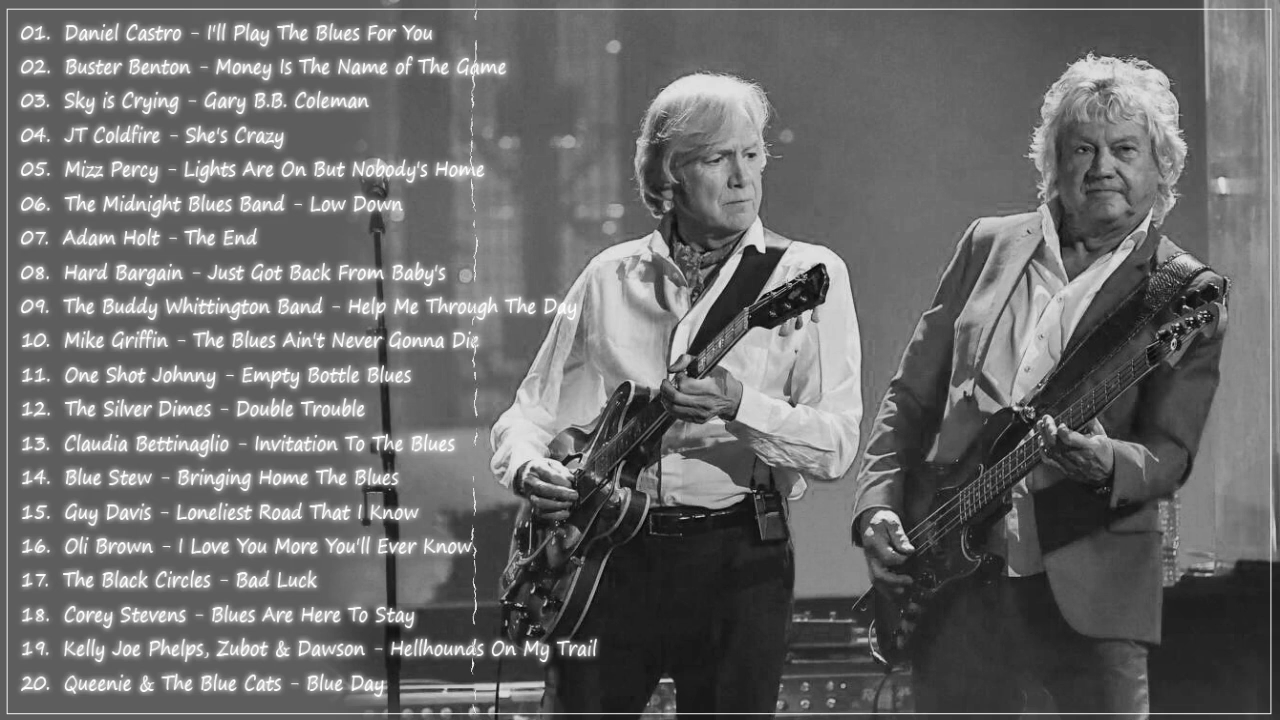 01. Daniel Castro - I'll Play The Blues For You
02. Buster Benton - Money Is The Name of The Game
03. Sky is Crying - Gary B.B. Coleman
04. JT Coldfire - She's Crazy
05. Mizz Percy - Lights Are On But Nobody's Home
06. The Midnight Blues Band - Low Down
07. Adam Holt - The End
08. Hard Bargain - Just Got Back From Baby's
09. The Buddy Whittington Band - Help Me Through The Day
10. Mike Griffin - The Blues Ain't Never Gonna Die
11. One Shot Johnny - Empty Bottle Blues
12. The Silver Dimes - Double Trouble
13. Claudia Bettinaglio - Invitation To The Blues
14. Blue Stew - Bringing Home The Blues
15. Guy Davis - Loneliest Road That I Know
16. Oli Brown - I Love You More You'll Ever Know
17. The Black Circles - Bad Luck
18. Corey Stevens - Blues Are Here To Stay
19. Kelly Joe Phelps, Zubot & Dawson - Hellhounds On My Trail
20. Queenie & The Blue Cats - Blue Day